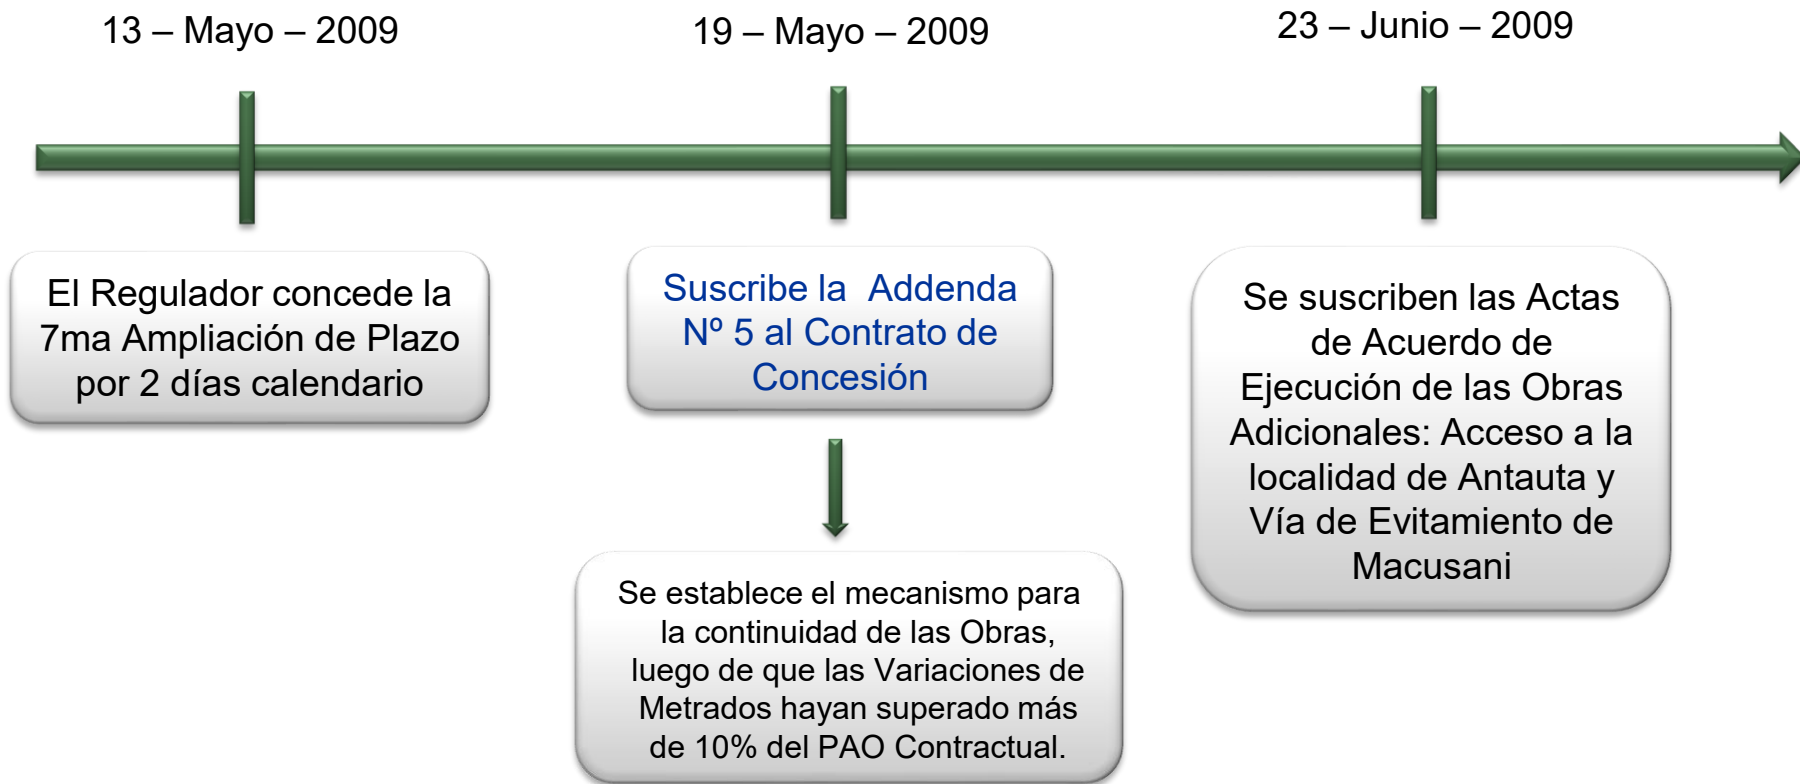 13 – Mayo – 2009
19 – Mayo – 2009
23 – Junio – 2009
El Regulador concede la
7ma Ampliación de Plazo
por 2 días calendario
Suscribe la Addenda
Nº 5 al Contrato de
Concesión
Se establece el mecanismo para
la continuidad de las Obras,
luego de que las Variaciones de
Metrados hayan superado más
de 10% del PAO Contractual.
Se suscriben las Actas
de Acuerdo de
Ejecución de las Obras
Adicionales: Acceso a la
localidad de Antauta y
Vía de Evitamiento de
Macusani